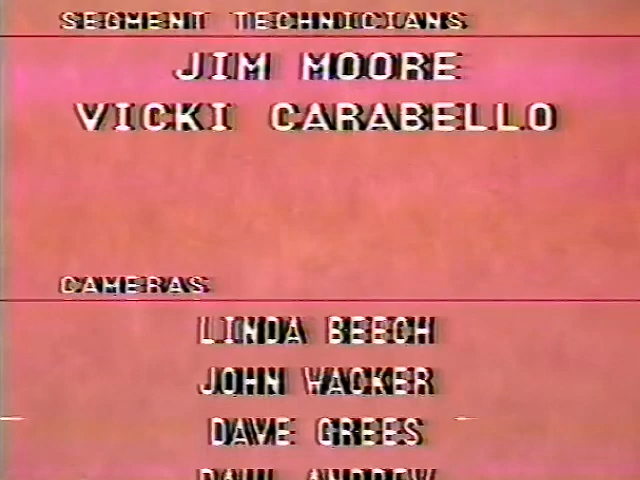 SEGMENT TECHNICIANS
JIM MOORE
VICKI CARABELLO
CAMERAS
LINDA BEECH
JOHN WACKER
DAVE GREES